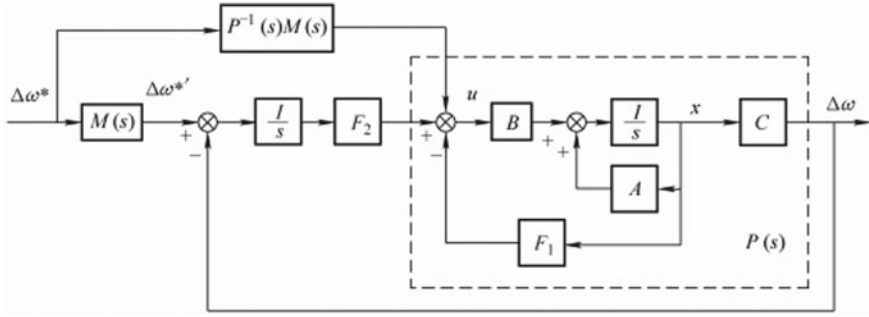 P⁻¹(s)M(s)
Δω*
Δω*′
M(s)
+
−
I/s
F₂
+
−
u
B
+
+
I/s
x
C
Δω
A
F₁
P(s)